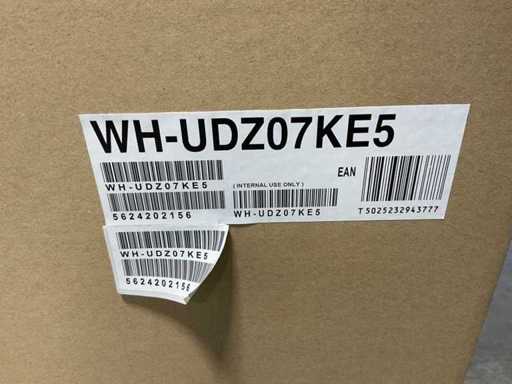 WH-UDZ07KE5
WH-UDZ07KE5
5624202156
( INTERNAL USE ONLY )
WH-UDZ07KE5
EAN
T5025232943777
WH-UDZ07KE5
5624202156